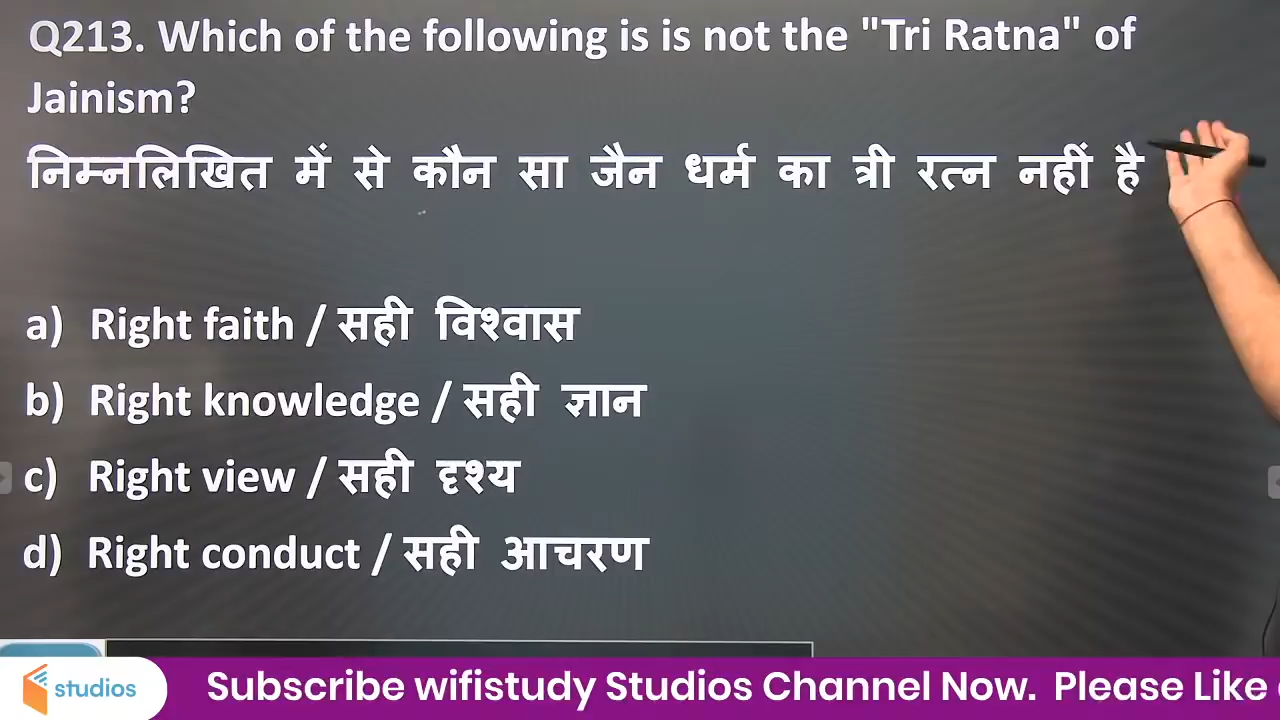 Q213. Which of the following is is not the "Tri Ratna" of
Jainism?
निम्नलिखित में से कौन सा जैन धर्म का त्री रत्न नहीं है
a) Right faith / सही विश्वास
b) Right knowledge / सही ज्ञान
c) Right view / सही दृश्य
d) Right conduct / सही आचरण
studios
Subscribe wifistudy Studios Channel Now. Please Like